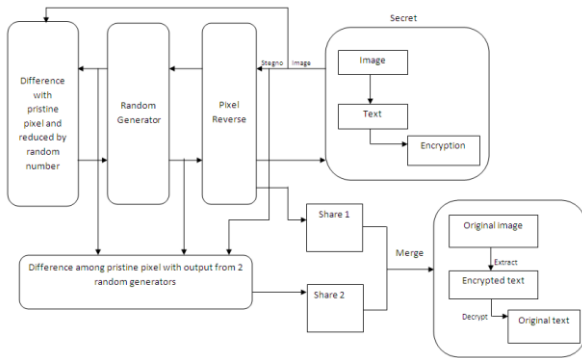 Secret
Difference
with
pristine
pixel and
reduced by
random
number
Random
Generator
Pixel
Reverse
Stegno Image
Image
Text
Encryption
Share 1
Share 2
Difference among pristine pixel with output from 2
random generators
Merge
Original image
Extract
Encrypted text
Decrypt
Original text